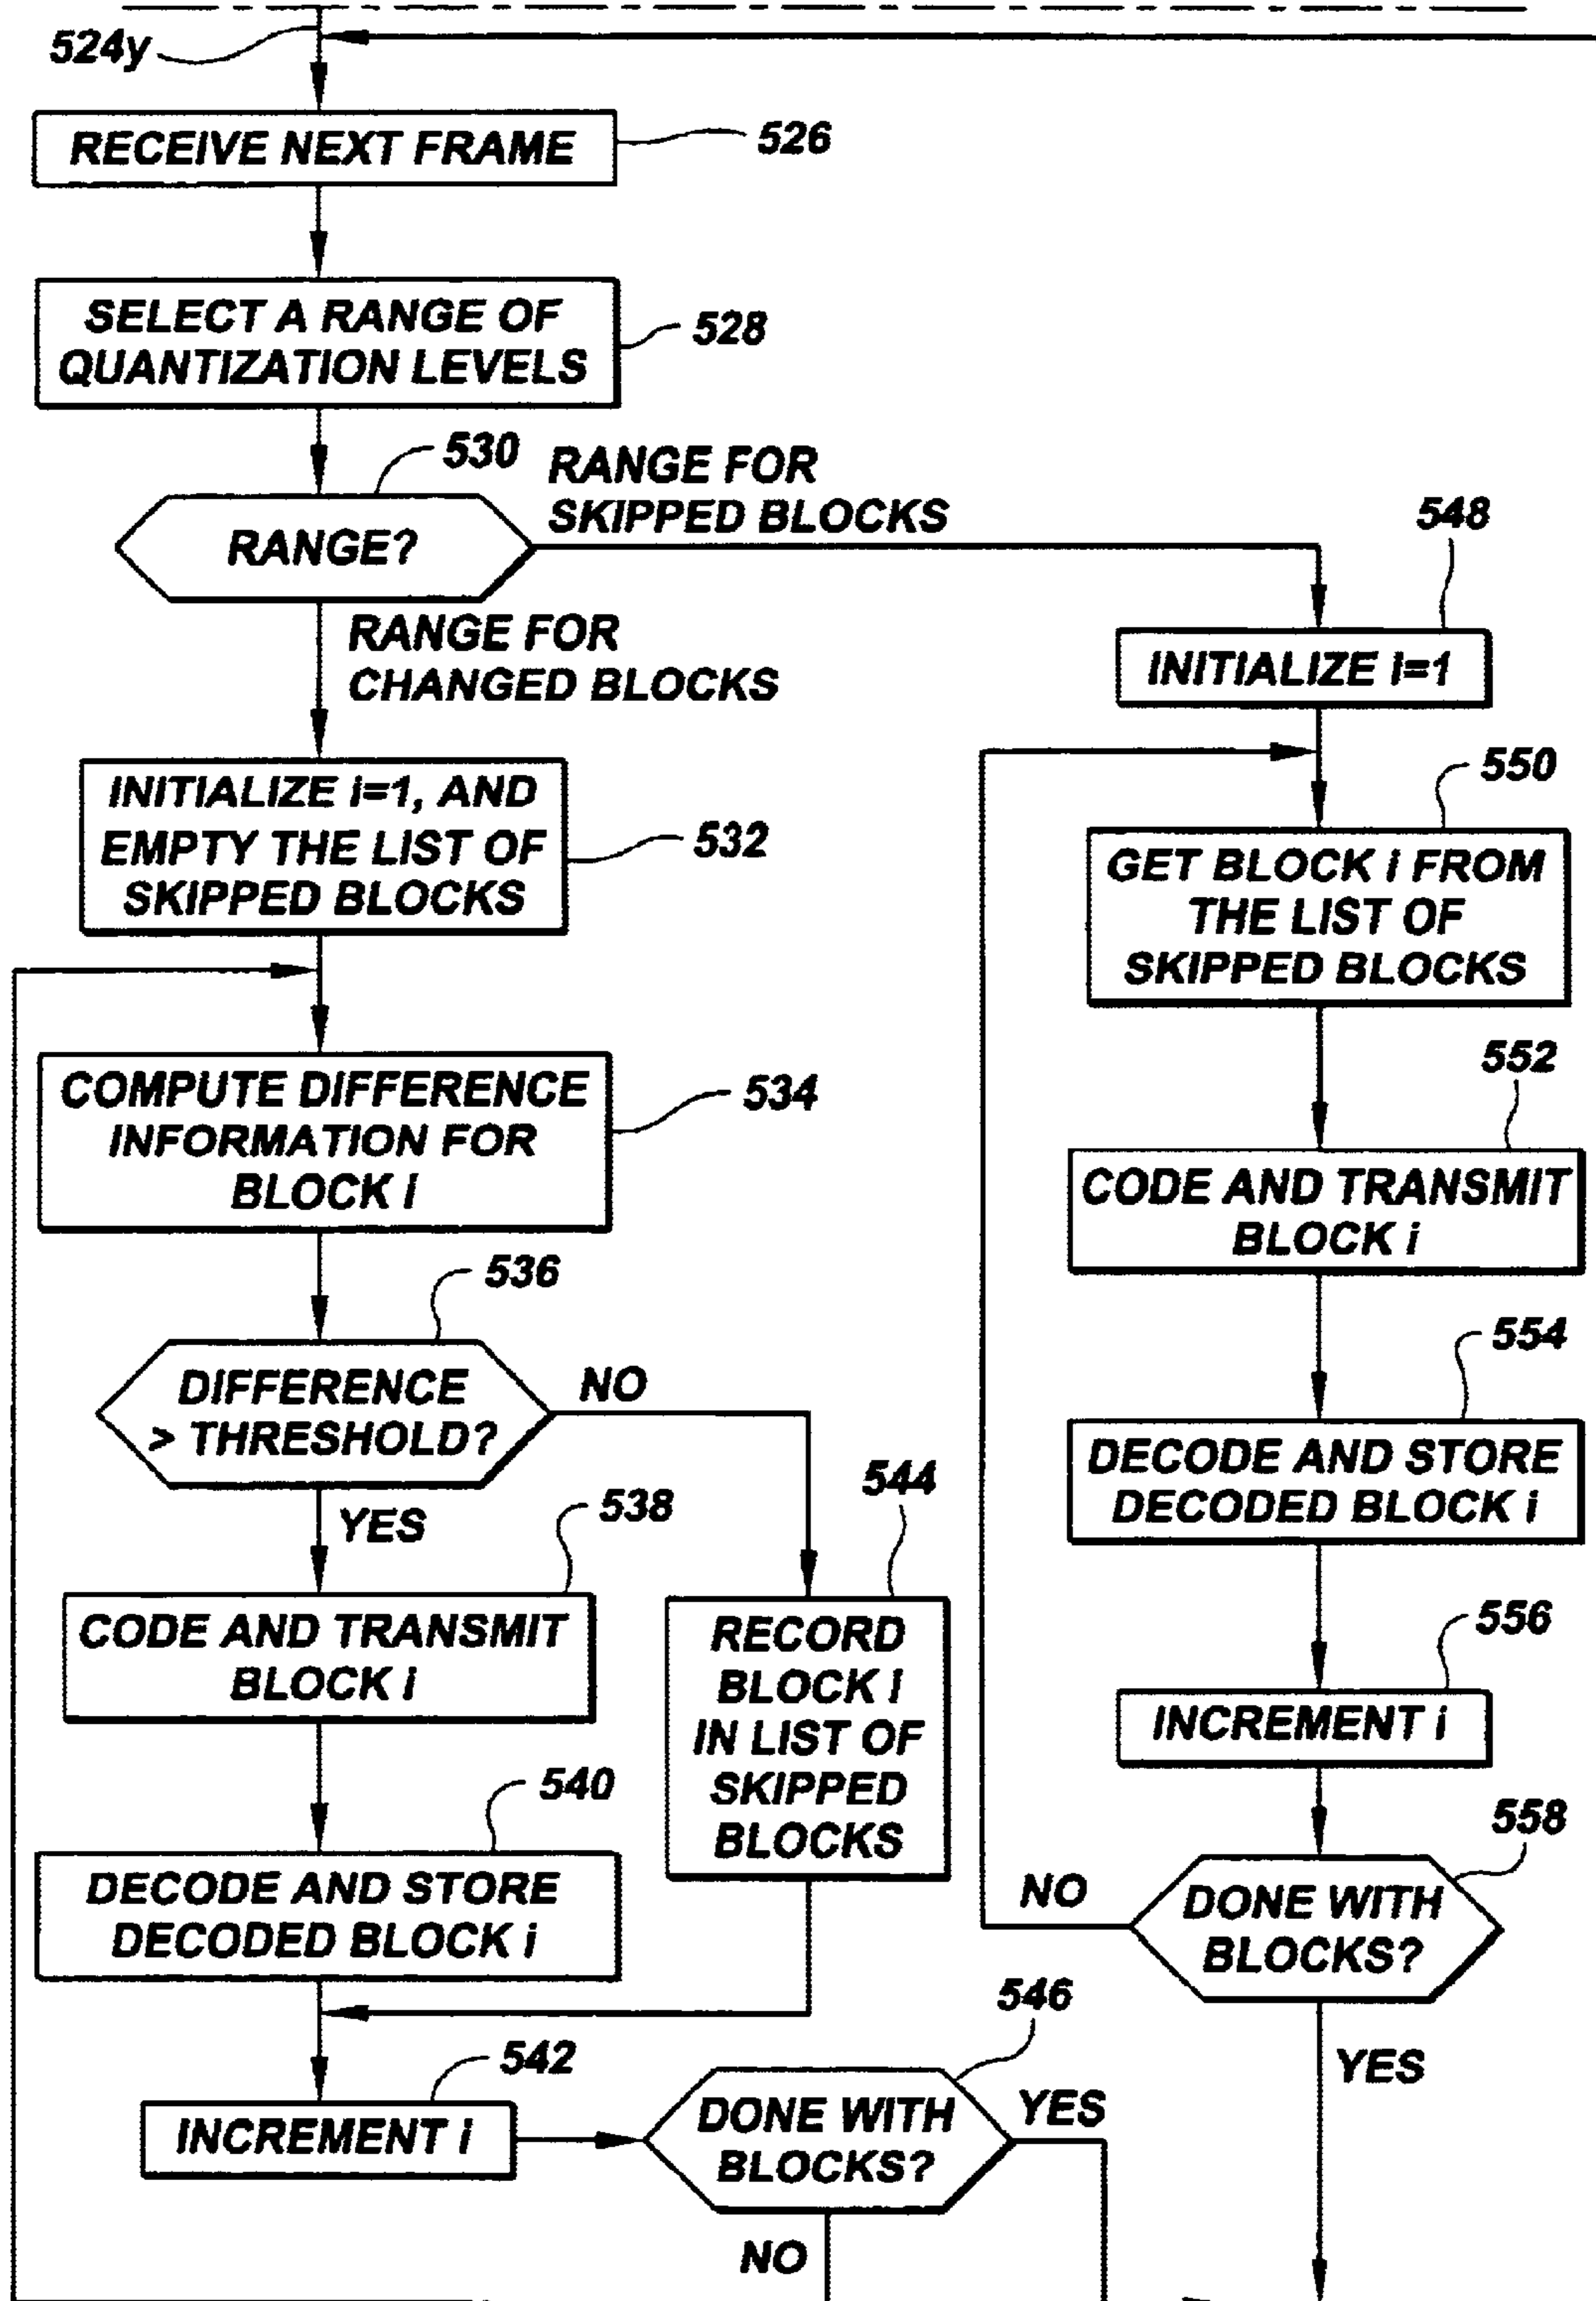 524y
RECEIVE NEXT FRAME
526
SELECT A RANGE OF
QUANTIZATION LEVELS
528
530
RANGE?
RANGE FOR
SKIPPED BLOCKS
RANGE FOR
CHANGED BLOCKS
INITIALIZE i=1, AND
EMPTY THE LIST OF
SKIPPED BLOCKS
532
COMPUTE DIFFERENCE
INFORMATION FOR
BLOCK i
534
536
DIFFERENCE
> THRESHOLD?
NO
YES
538
CODE AND TRANSMIT
BLOCK i
544
RECORD
BLOCK i
IN LIST OF
SKIPPED
BLOCKS
540
DECODE AND STORE
DECODED BLOCK i
542
INCREMENT i
546
DONE WITH
BLOCKS?
YES
NO
548
INITIALIZE i=1
550
GET BLOCK i FROM
THE LIST OF
SKIPPED BLOCKS
552
CODE AND TRANSMIT
BLOCK i
554
DECODE AND STORE
DECODED BLOCK i
556
INCREMENT i
558
DONE WITH
BLOCKS?
NO
YES